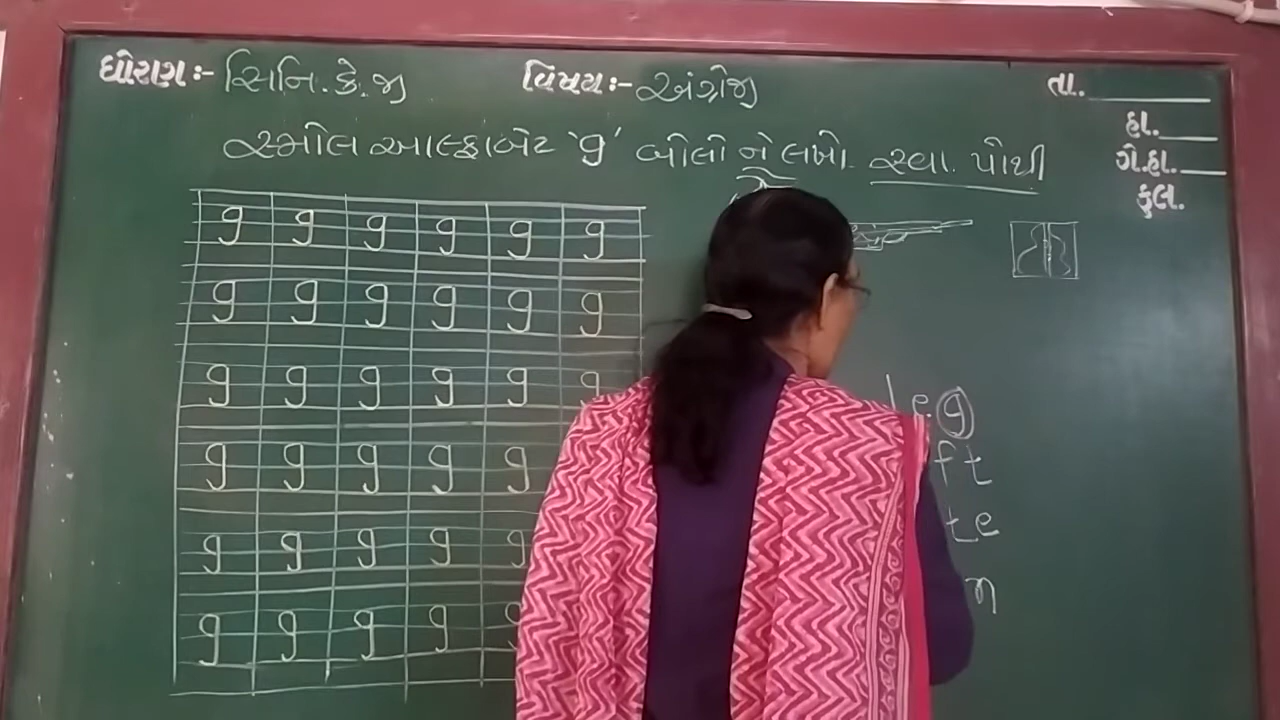 ધોરણ :- સિનિ. કે. જી વિષય :- અંગ્રેજી તા.
હા.
ગે.હા.
કુલ.
સ્મોલ આલ્ફાબેટ 'g' બોલો ને લખો. સ્વા. પોથી
g g g g g g
g g g g g g
g g g g g g
g g g g g
g g g g g
g g g g g
leg
ft
te
n